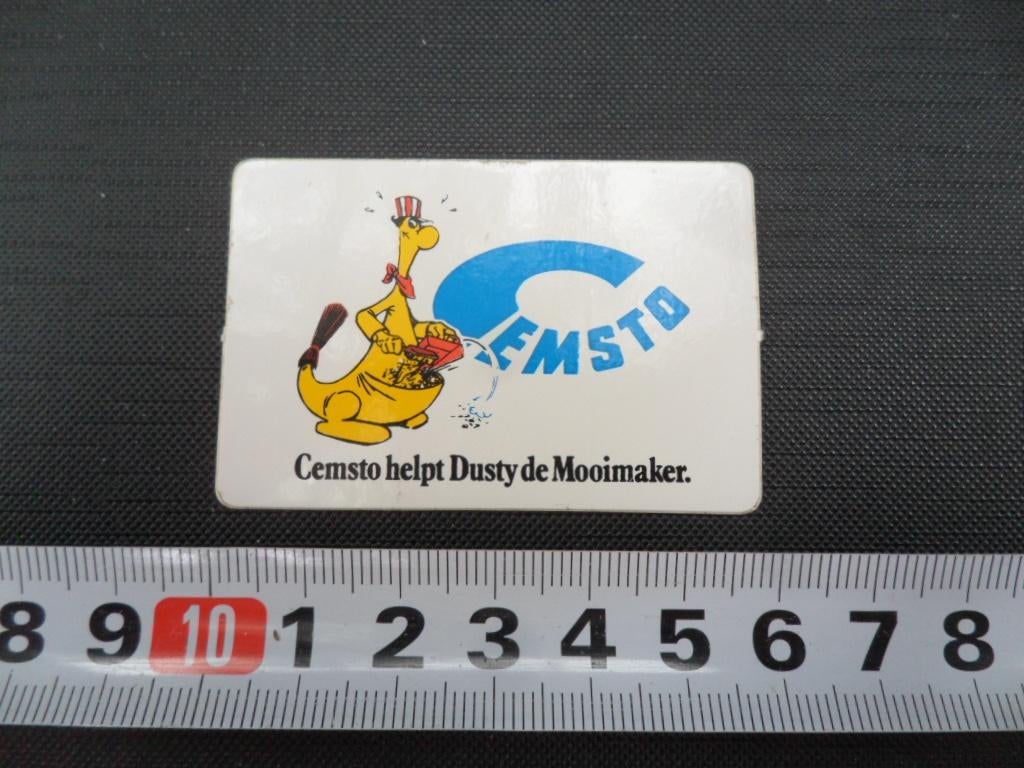 CEMSTO
Cemsto helpt Dusty de Mooimaker.
8 9 10 1 2 3 4 5 6 7 8